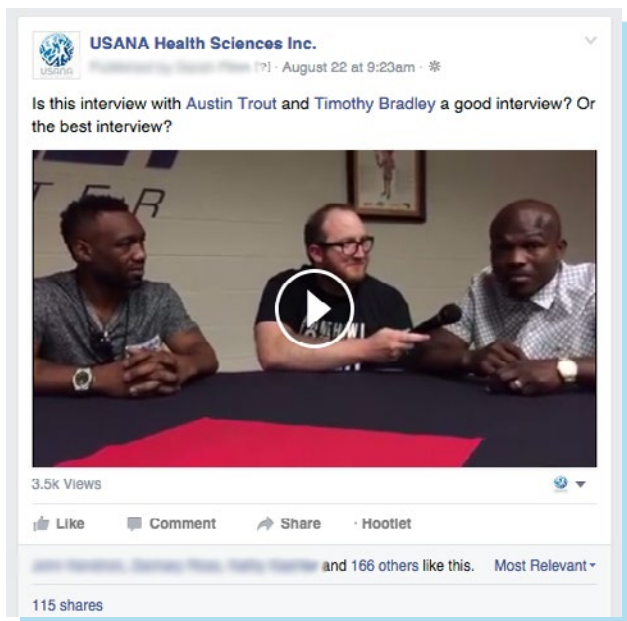 USANA Health Sciences Inc.
USANA
[?] · August 22 at 9:23am ·
Is this interview with Austin Trout and Timothy Bradley a good interview? Or
the best interview?
TER
3.5k Views
Like Comment Share · Hootlet
and 166 others like this. Most Relevant
115 shares